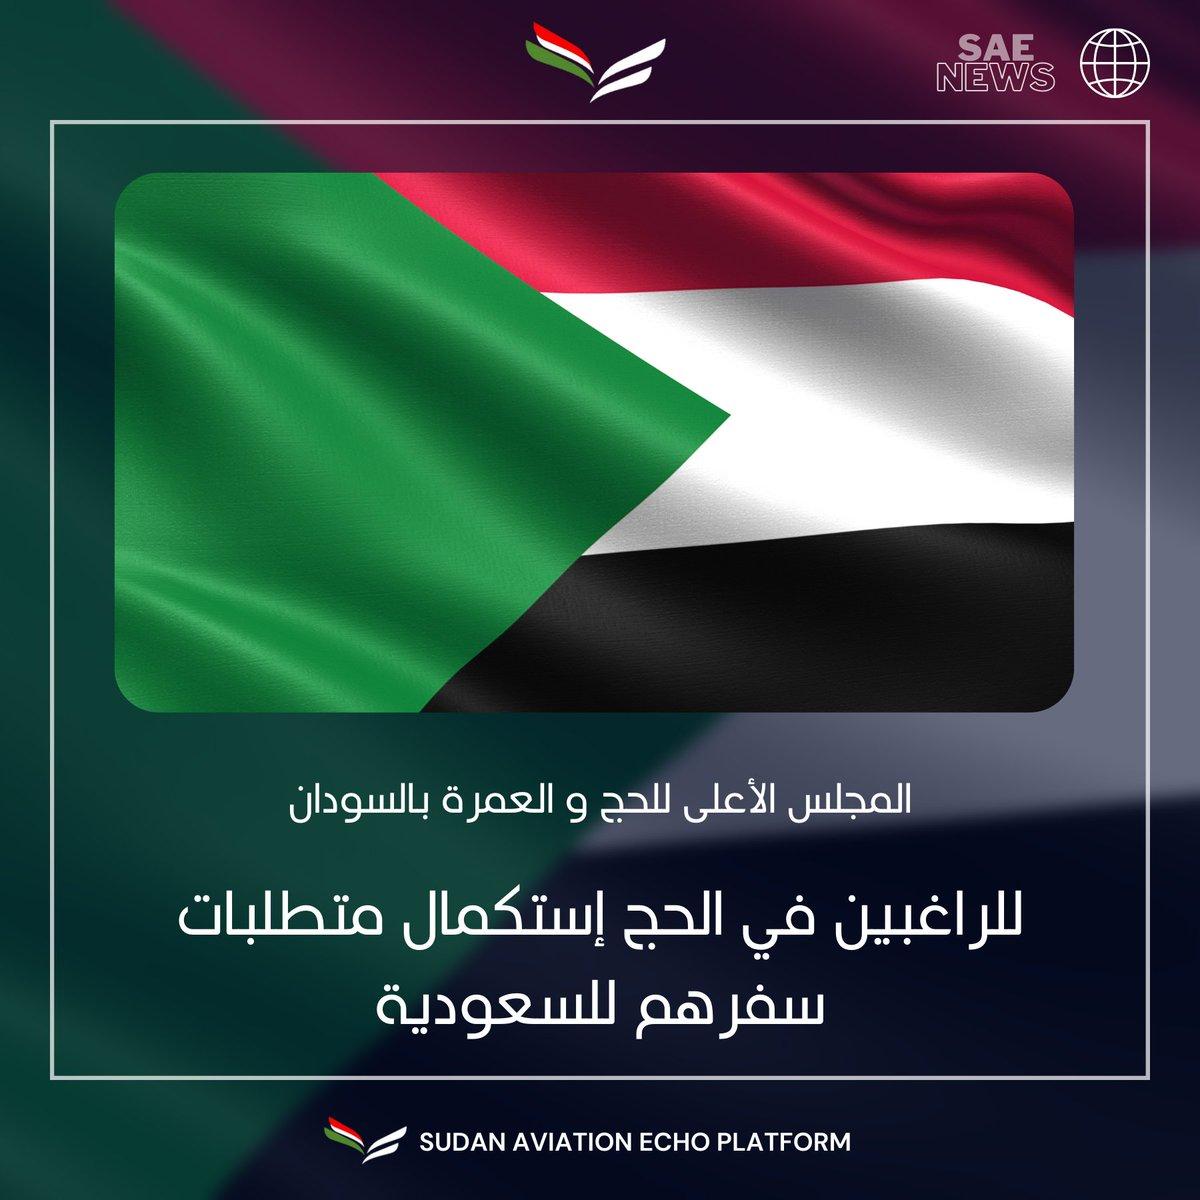 SAE
NEWS
المجلس الأعلى للحج و العمرة بالسودان
للراغبين في الحج إستكمال متطلبات
سفرهم للسعودية
SUDAN AVIATION ECHO PLATFORM